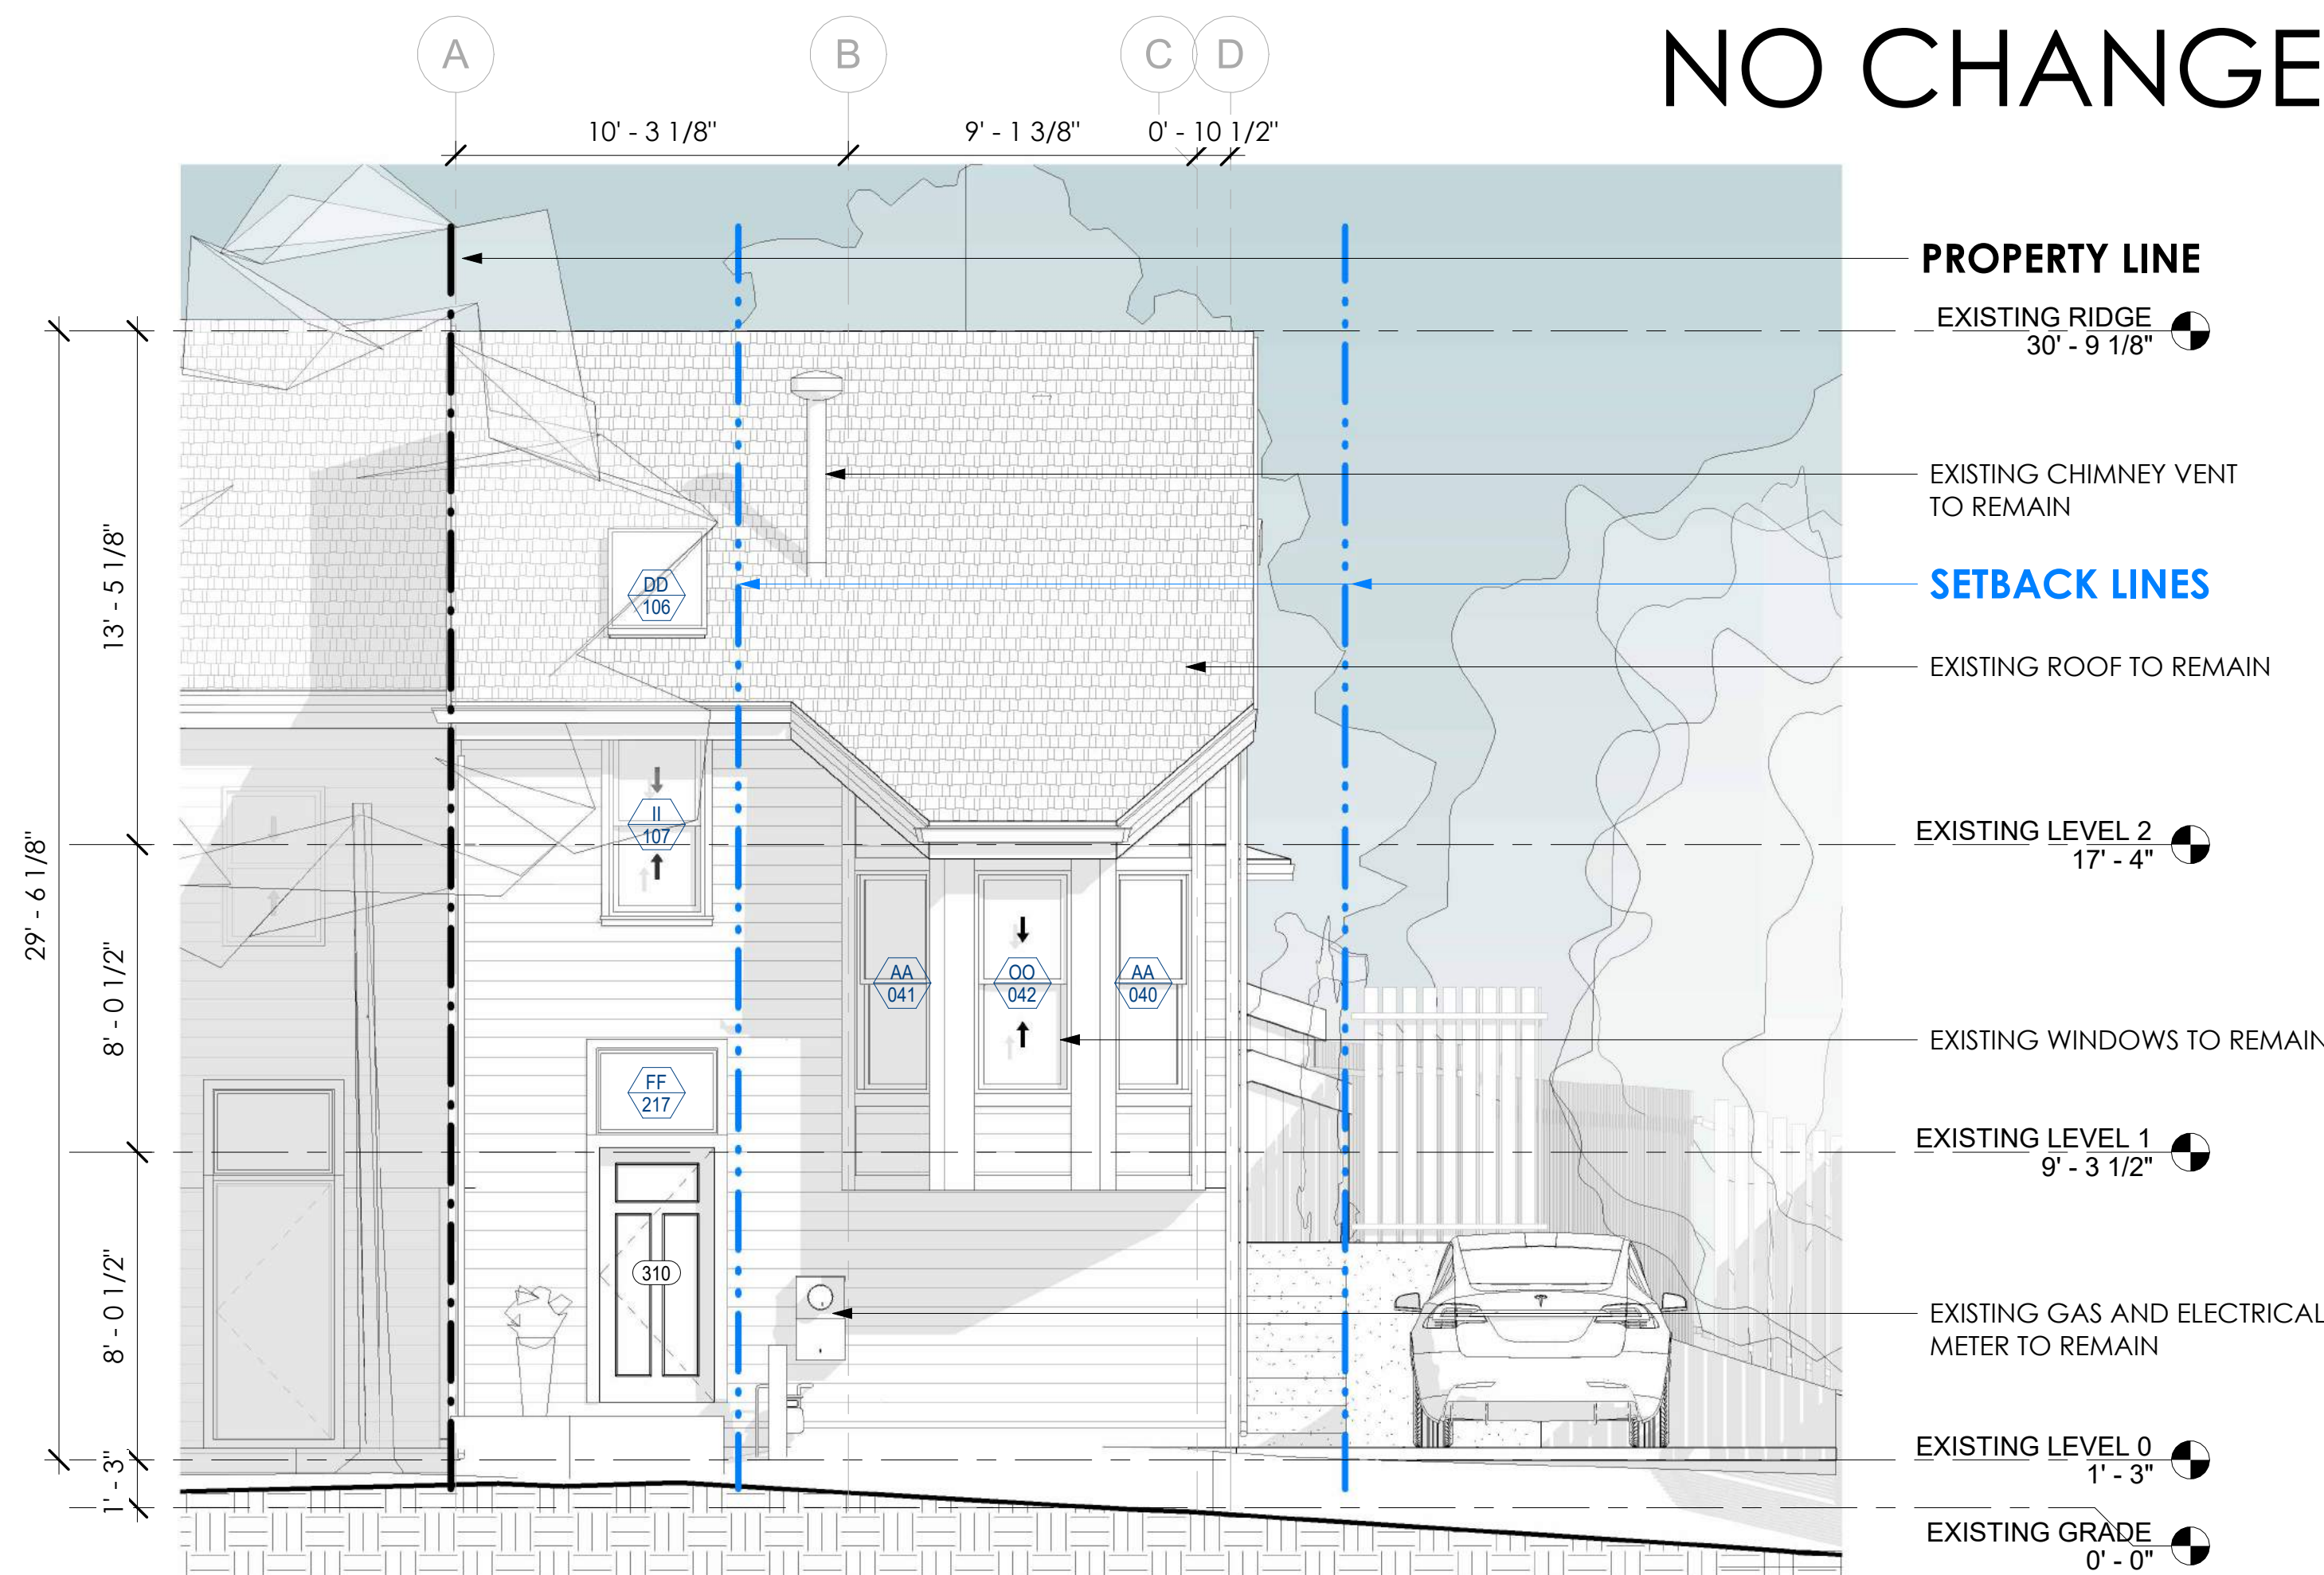 NO CHANGE
A B C D
10' - 3 1/8" 9' - 1 3/8" 0' - 10 1/2"
PROPERTY LINE
EXISTING RIDGE
30' - 9 1/8"
EXISTING CHIMNEY VENT
TO REMAIN
13' - 5 1/8"
SETBACK LINES
DD
106
EXISTING ROOF TO REMAIN
II
107
EXISTING LEVEL 2
17' - 4"
29' - 6 1/8"
8' - 0 1/2"
AA
041
OO
042
AA
040
EXISTING WINDOWS TO REMAIN
FF
217
EXISTING LEVEL 1
9' - 3 1/2"
310
8' - 0 1/2"
EXISTING GAS AND ELECTRICAL
METER TO REMAIN
EXISTING LEVEL 0
1' - 3"
1' - 3"
EXISTING GRADE
0' - 0"